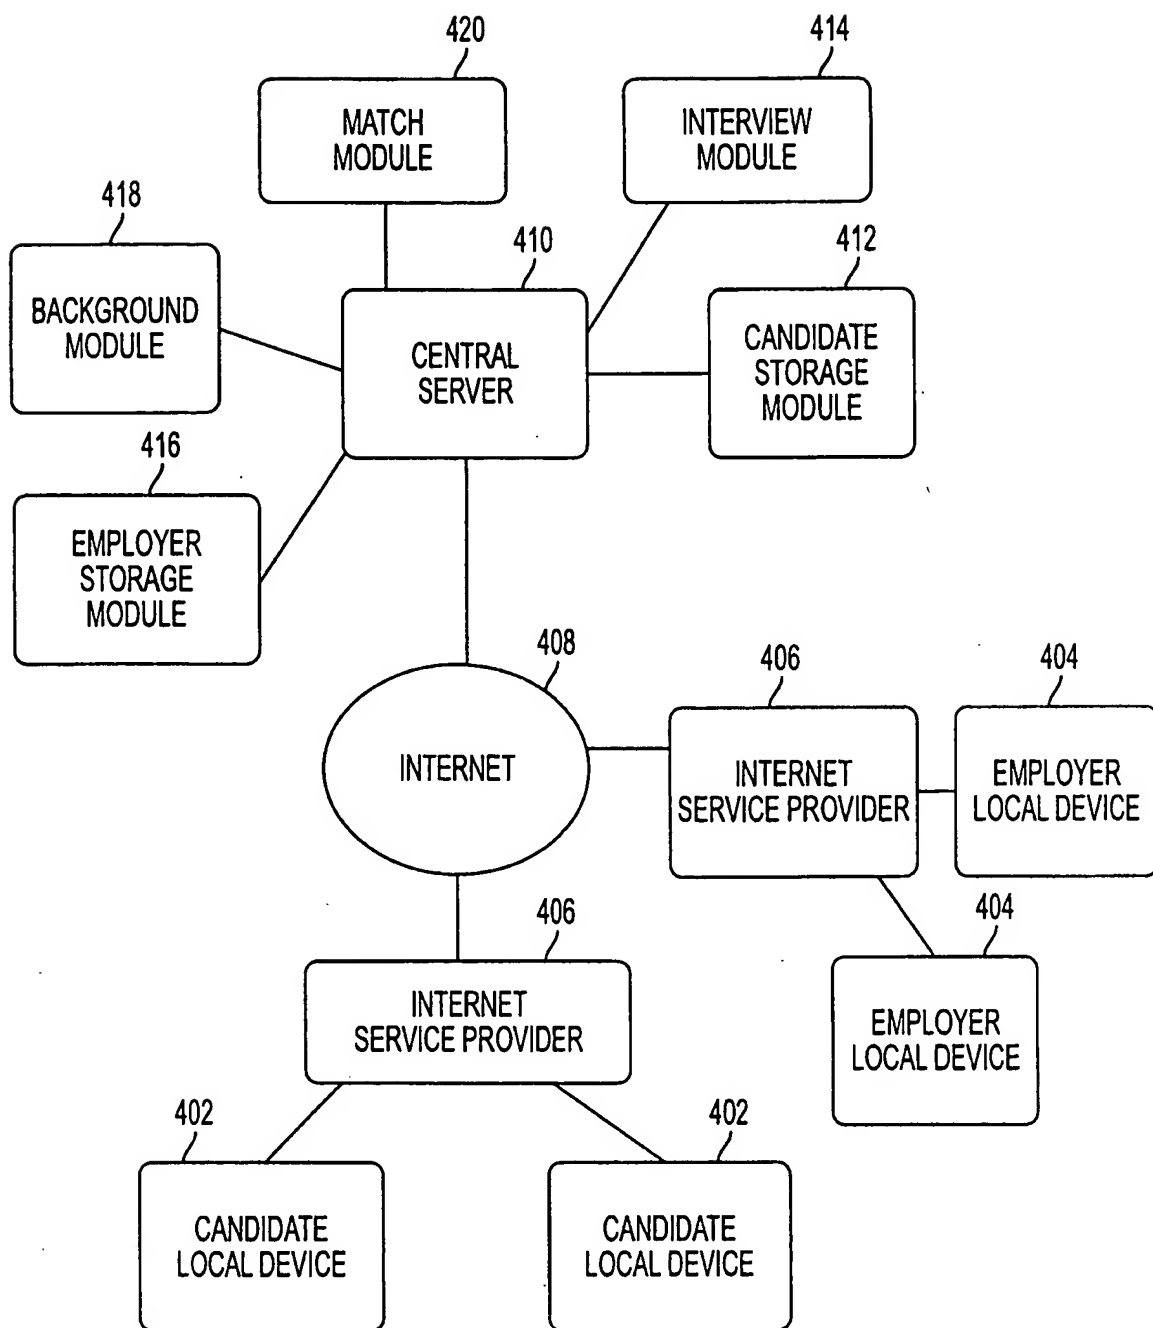 420
MATCH
MODULE
414
INTERVIEW
MODULE
418
BACKGROUND
MODULE
410
CENTRAL
SERVER
412
CANDIDATE
STORAGE
MODULE
416
EMPLOYER
STORAGE
MODULE
408
INTERNET
406
INTERNET
SERVICE PROVIDER
404
EMPLOYER
LOCAL DEVICE
404
EMPLOYER
LOCAL DEVICE
406
INTERNET
SERVICE PROVIDER
402
CANDIDATE
LOCAL DEVICE
402
CANDIDATE
LOCAL DEVICE